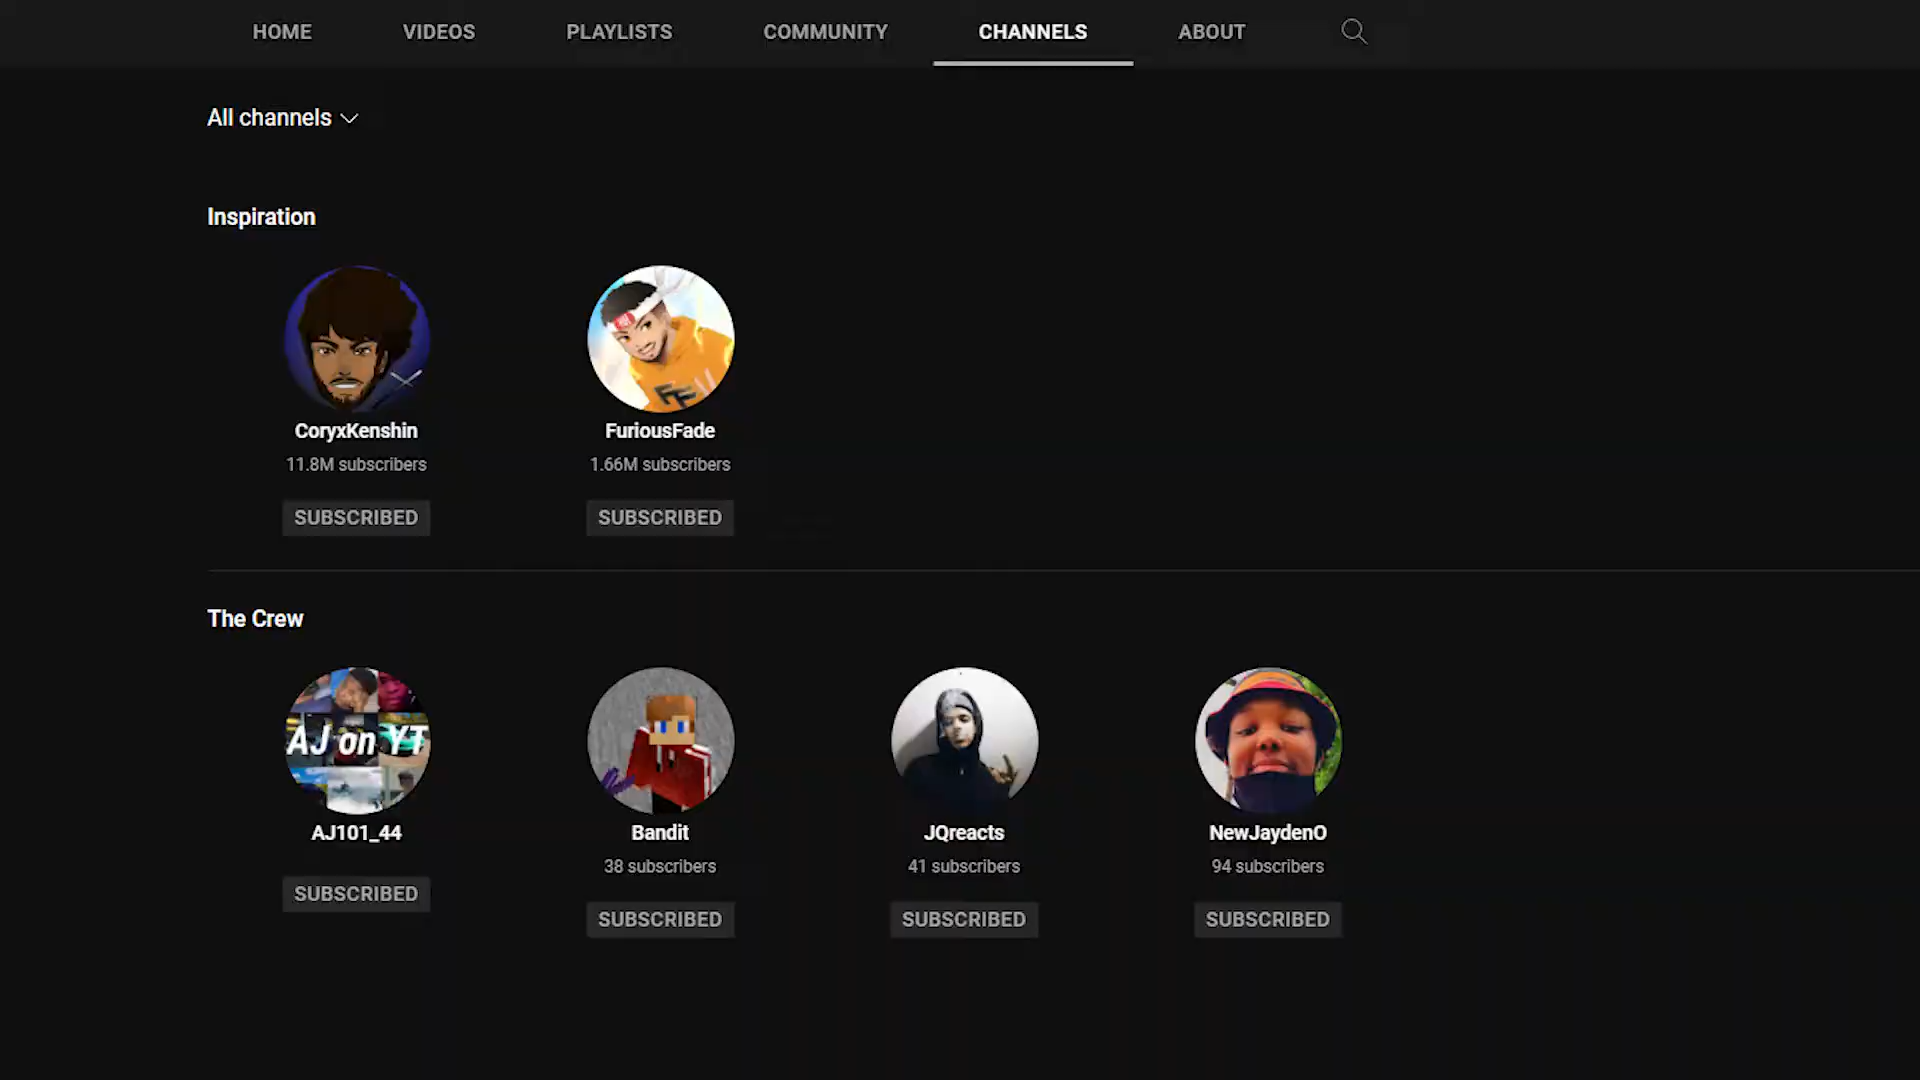 HOME VIDEOS PLAYLISTS COMMUNITY CHANNELS ABOUT
All channels
Inspiration
CoryxKenshin FuriousFade
11.8M subscribers 1.66M subscribers
SUBSCRIBED SUBSCRIBED
The Crew
AJ on YT
AJ101_44 Bandit JQreacts NewJaydenO
38 subscribers 41 subscribers 94 subscribers
SUBSCRIBED SUBSCRIBED SUBSCRIBED SUBSCRIBED